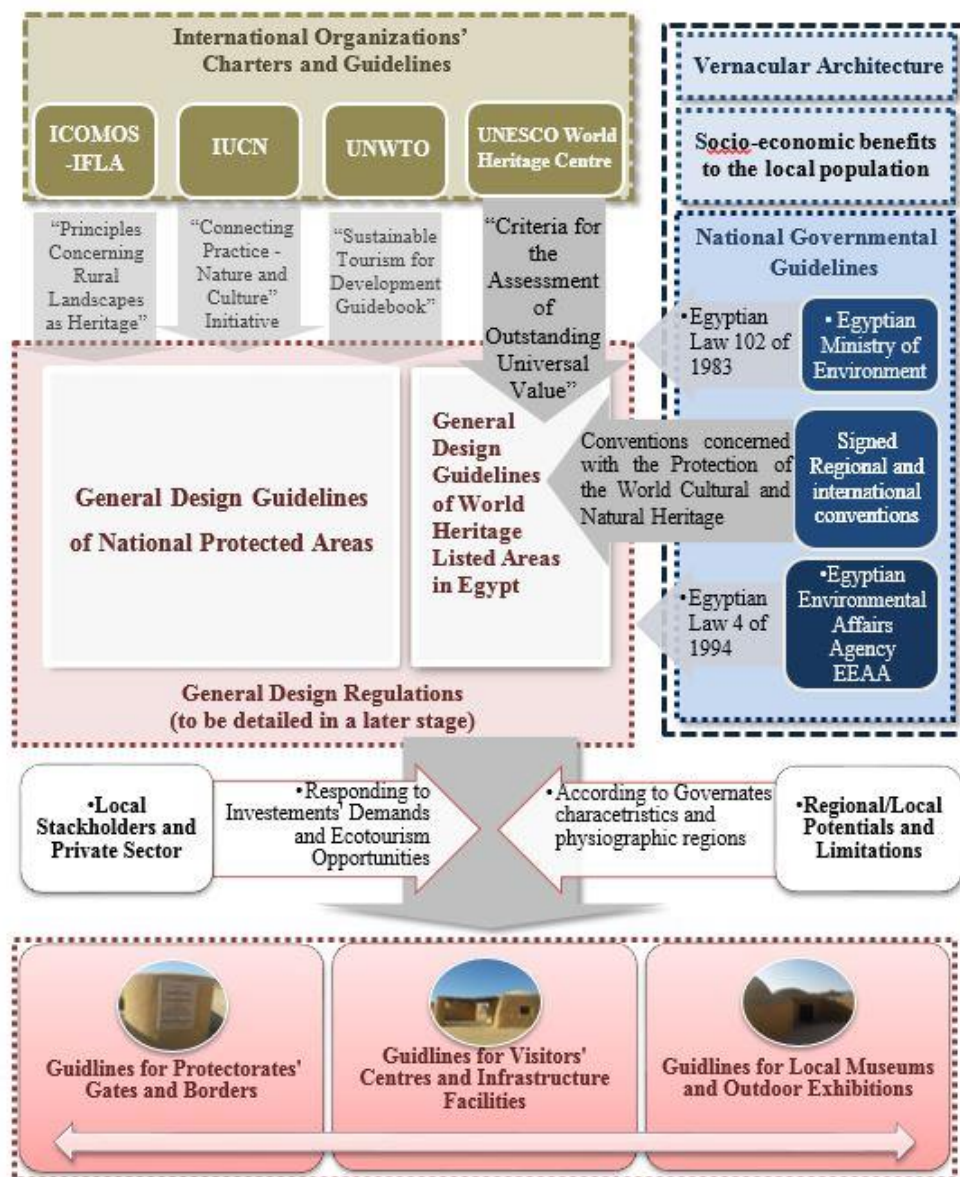 International Organizations'
Charters and Guidelines
ICOMOS
-IFLA
IUCN
UNWTO
UNESCO World
Heritage Centre
“Principles
Concerning
Rural
Landscapes
as Heritage”
“Connecting
Practice -
Nature and
Culture”
Initiative
“Sustainable
Tourism for
Development
Guidebook”
“Criteria for
the
Assessment
of
Outstanding
Universal
Value”
Vernacular Architecture
Socio-economic benefits
to the local population
National Governmental
Guidelines
•Egyptian
Law 102 of
1983
• Egyptian
Ministry of
Environment
Conventions concerned
with the Protection of
the World Cultural and
Natural Heritage
Signed
Regional and
international
conventions
•Egyptian
Law 4 of
1994
•Egyptian
Environmental
Affairs
Agency
EEAA
General Design Guidelines
of National Protected Areas
General
Design
Guidelines
of World
Heritage
Listed Areas
in Egypt
General Design Regulations
(to be detailed in a later stage)
•Local
Stackholders and
Private Sector
•Responding to
Investements' Demands
and Ecotourism
Opportunities
•According to Governates
characetristics and
physiographic regions
•Regional/Local
Potentials and
Limitations
Guidlines for Protectorates'
Gates and Borders
Guidlines for Visitors'
Centres and Infrastructure
Facilities
Guidlines for Local Museums
and Outdoor Exhibitions